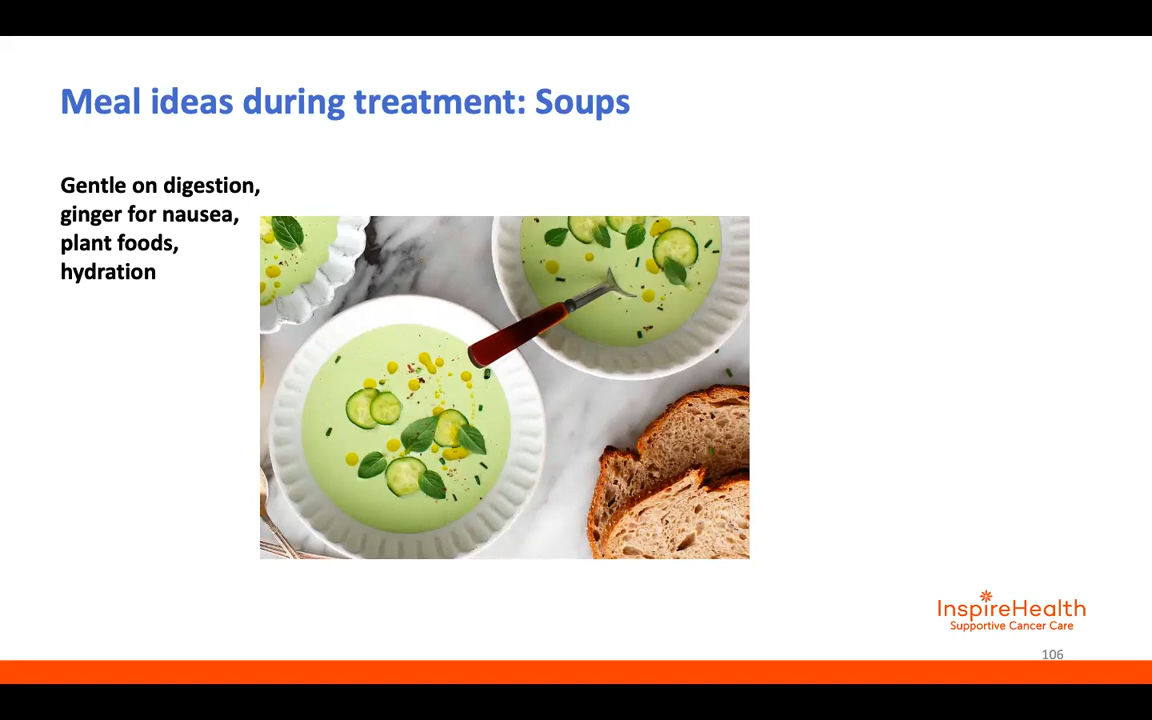 Meal ideas during treatment: Soups
Gentle on digestion,
ginger for nausea,
plant foods,
hydration
InspireHealth
Supportive Cancer Care
106